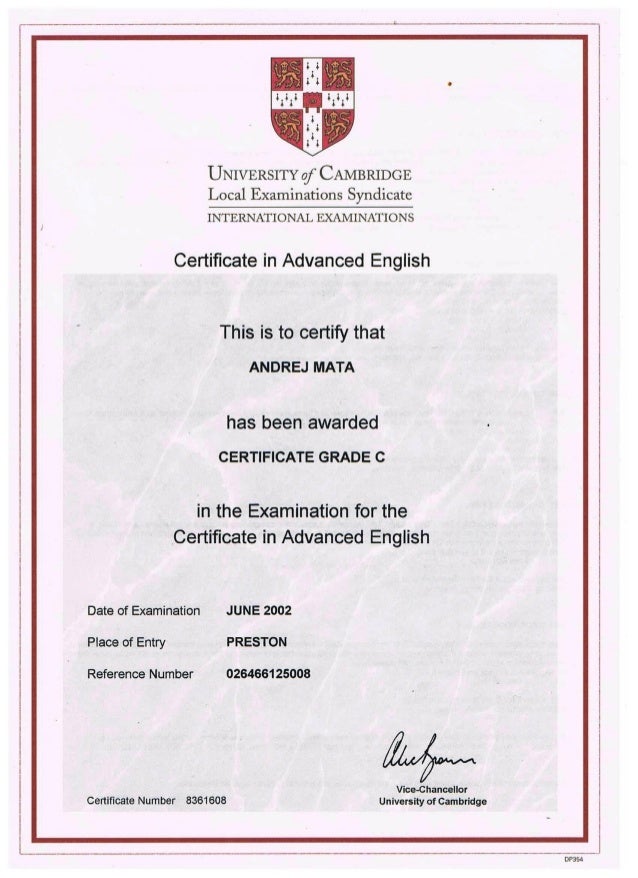 UNIVERSITY of CAMBRIDGE
Local Examinations Syndicate
INTERNATIONAL EXAMINATIONS
Certificate in Advanced English
This is to certify that
ANDREJ MATA
has been awarded
CERTIFICATE GRADE C
in the Examination for the
Certificate in Advanced English
Date of Examination JUNE 2002
Place of Entry PRESTON
Reference Number 026466125008
Vice-Chancellor
Certificate Number 8361608 University of Cambridge
DP354